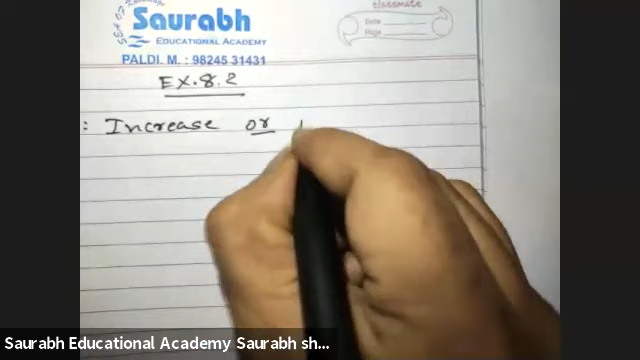 classmate
Saurabh
EDUCATIONAL ACADEMY
PALDI. M. : 98245 31431
Date
Page
EX.8.2
: Increase or
Saurabh Educational Academy Saurabh sh...